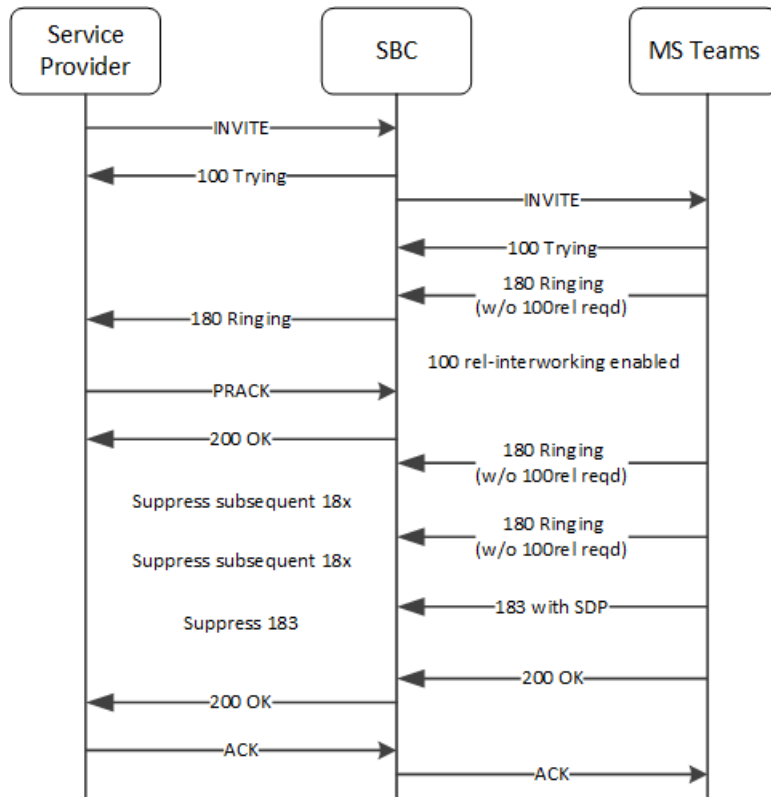 Service
Provider
SBC
MS Teams
INVITE
100 Trying
INVITE
100 Trying
180 Ringing
(w/o 100rel reqd)
180 Ringing
100 rel-interworking enabled
PRACK
200 OK
180 Ringing
(w/o 100rel reqd)
Suppress subsequent 18x
180 Ringing
(w/o 100rel reqd)
Suppress subsequent 18x
183 with SDP
Suppress 183
200 OK
200 OK
ACK
ACK